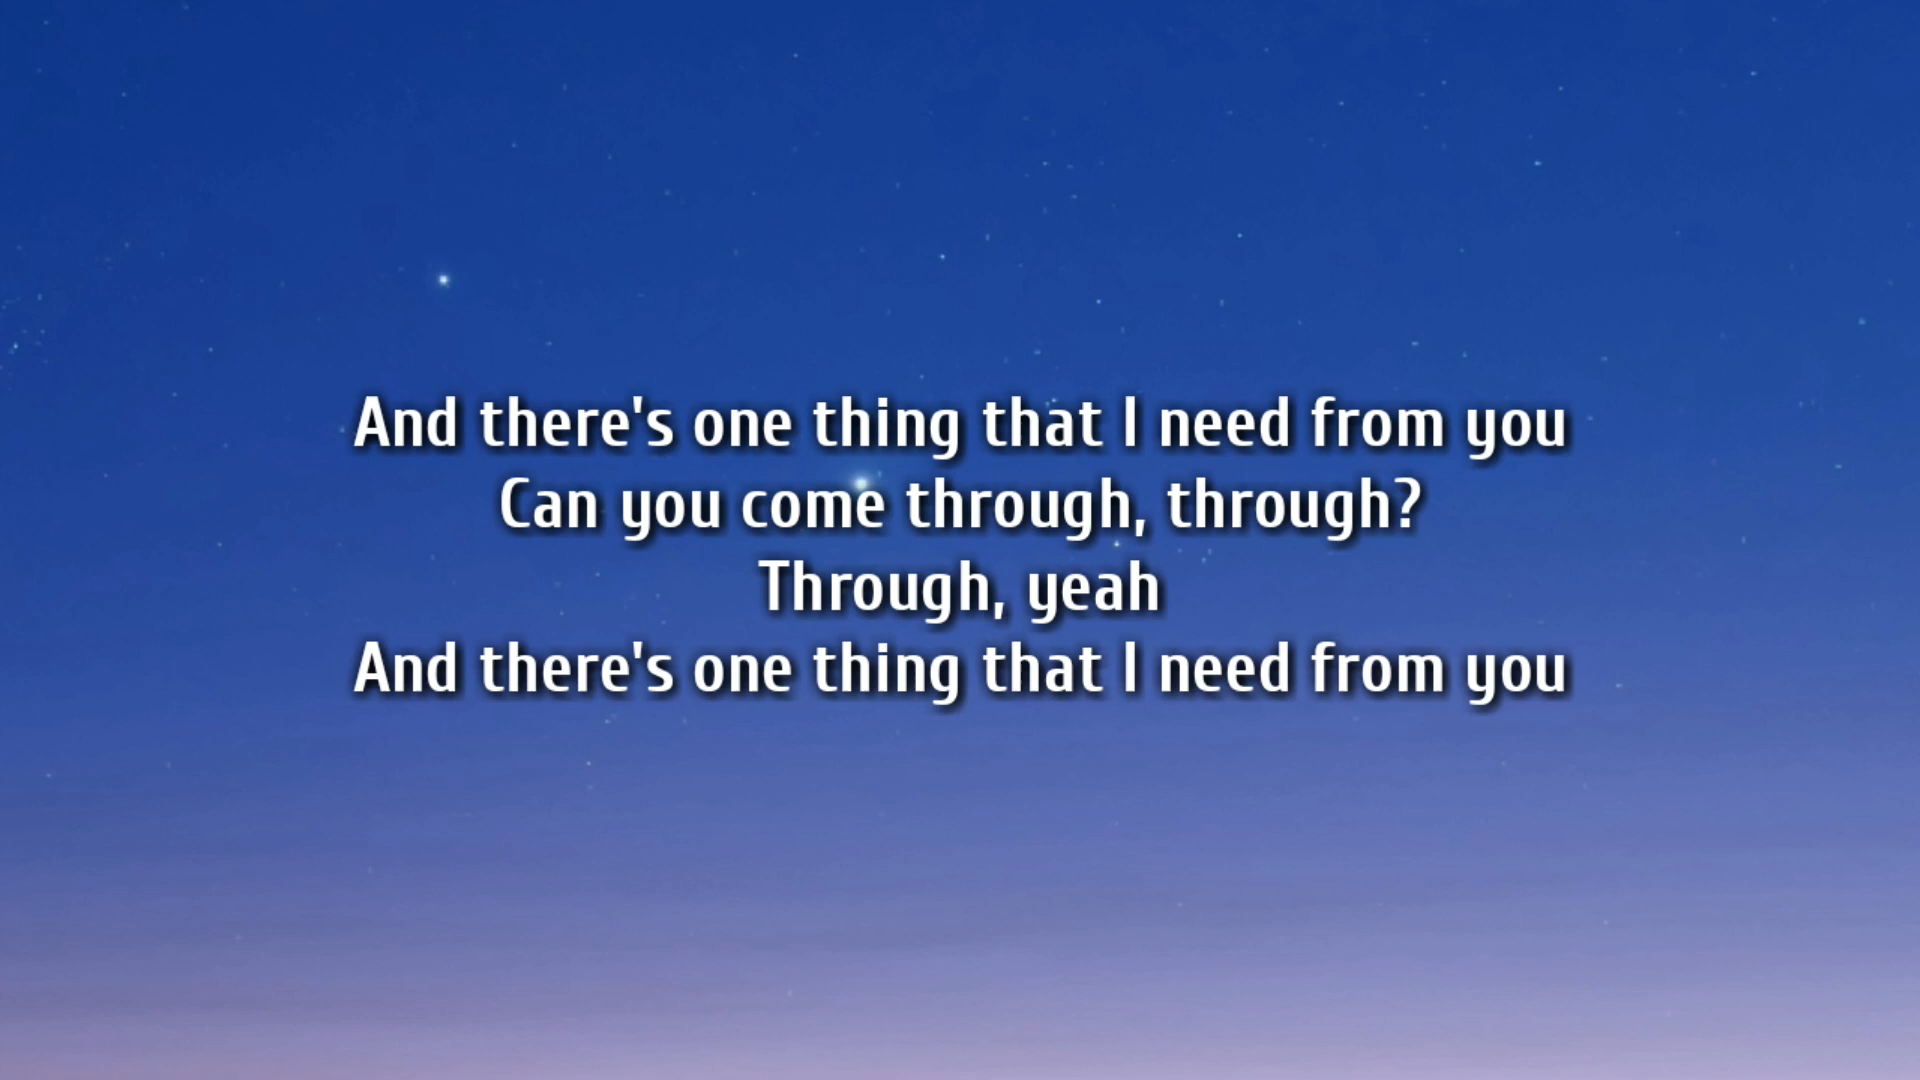 And there's one thing that I need from you
Can you come through, through?
Through, yeah
And there's one thing that I need from you